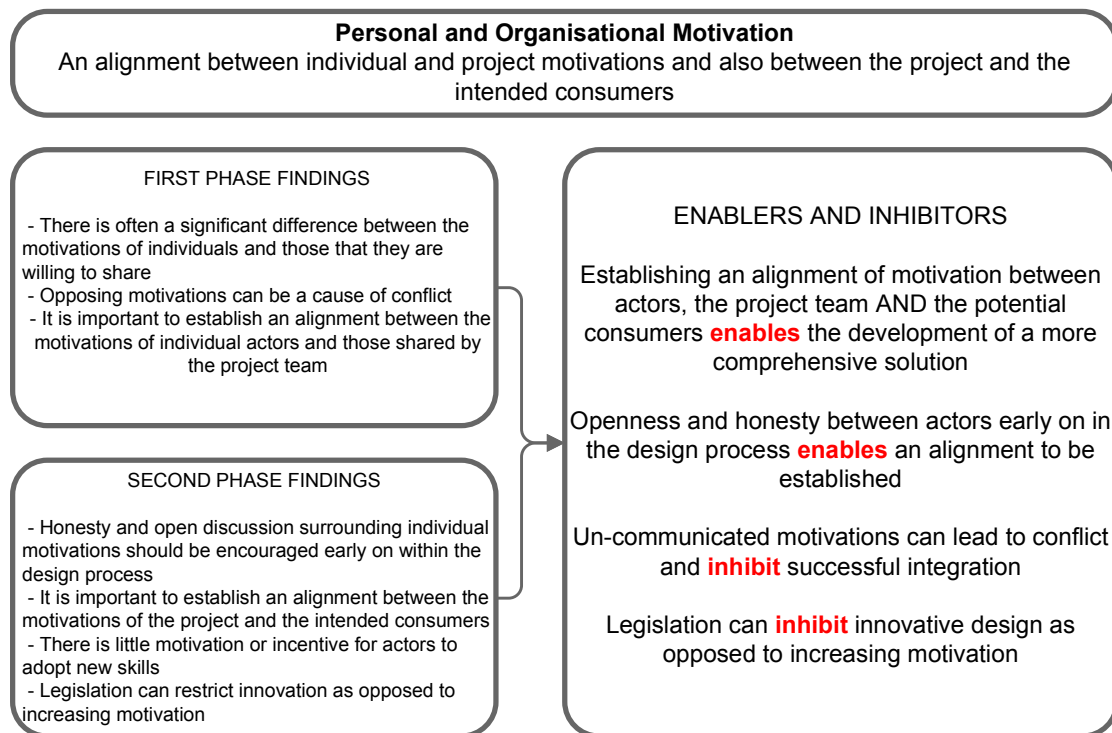 Personal and Organisational Motivation
An alignment between individual and project motivations and also between the project and the
intended consumers
FIRST PHASE FINDINGS
- There is often a significant difference between the
motivations of individuals and those that they are
willing to share
- Opposing motivations can be a cause of conflict
- It is important to establish an alignment between the
motivations of individual actors and those shared by
the project team
SECOND PHASE FINDINGS
- Honesty and open discussion surrounding individual
motivations should be encouraged early on within the
design process
- It is important to establish an alignment between the
motivations of the project and the intended consumers
- There is little motivation or incentive for actors to
adopt new skills
- Legislation can restrict innovation as opposed to
increasing motivation
ENABLERS AND INHIBITORS
Establishing an alignment of motivation between
actors, the project team AND the potential
consumers enables the development of a more
comprehensive solution
Openness and honesty between actors early on in
the design process enables an alignment to be
established
Un-communicated motivations can lead to conflict
and inhibit successful integration
Legislation can inhibit innovative design as
opposed to increasing motivation